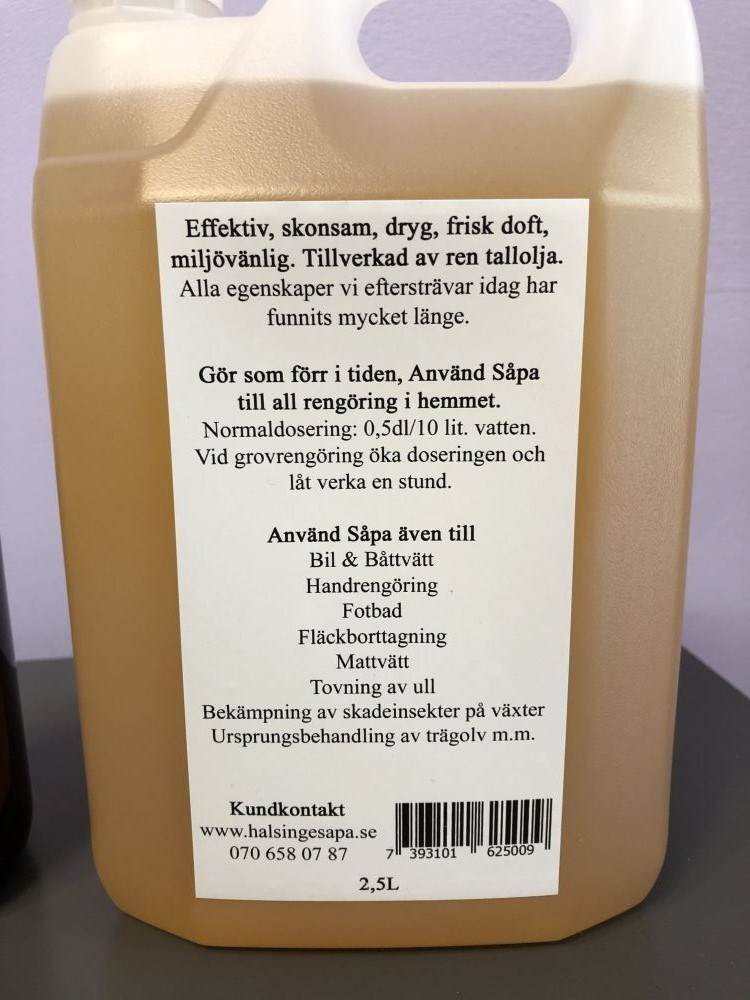 Effektiv, skonsam, dryg, frisk doft,
miljövänlig. Tillverkad av ren tallolja.
Alla egenskaper vi eftersträvar idag har
funnits mycket länge.
Gör som förr i tiden, Använd Såpa
till all rengöring i hemmet.
Normaldosering: 0,5dl/10 lit. vatten.
Vid grovrengöring öka doseringen och
låt verka en stund.
Använd Såpa även till
Bil & Båttvätt
Handrengöring
Fotbad
Fläckborttagning
Mattvätt
Tovning av ull
Bekämpning av skadeinsekter på växter
Ursprungsbehandling av trägolv m.m.
Kundkontakt
www.halsingesapa.se
070 658 07 87
7 393101 625009
2,5L